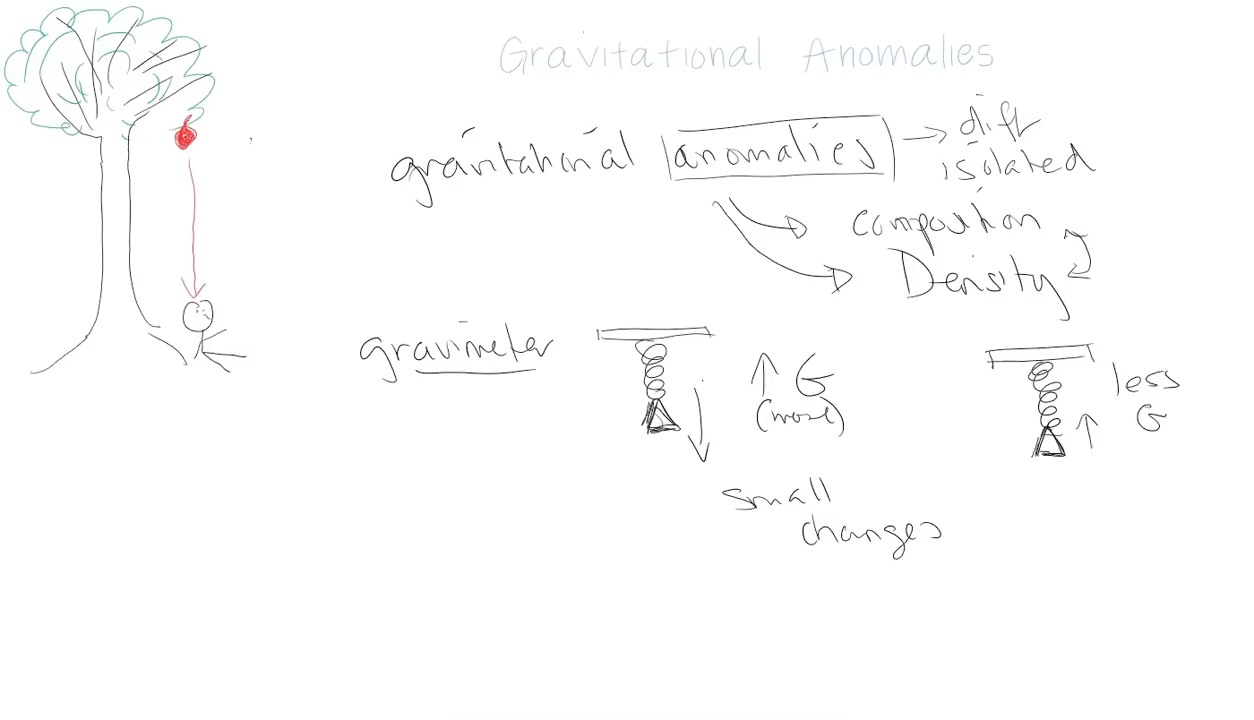 Gravitational Anomalies
gravitational anomalies → diff
isolated
composition
Density
gravimeter
↑ G
(more)
less
G
small
changes